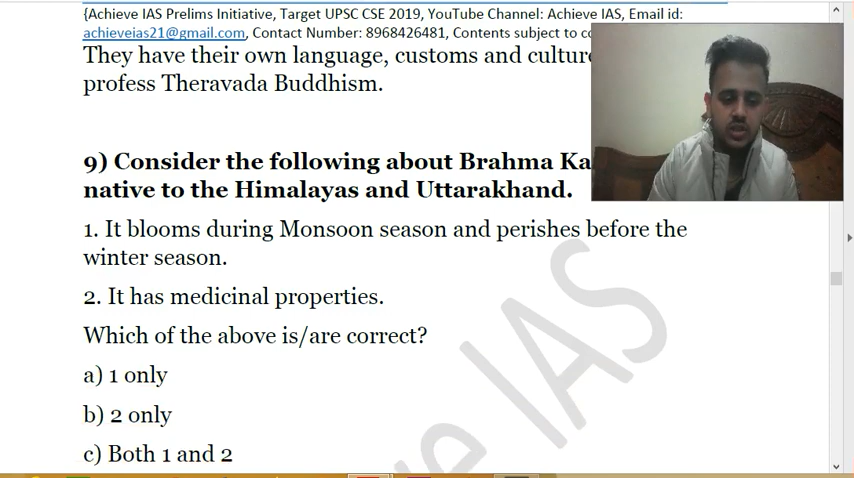 {Achieve IAS Prelims Initiative, Target UPSC CSE 2019, YouTube Channel: Achieve IAS, Email id:
achieveias21@gmail.com, Contact Number: 8968426481, Contents subject to
They have their own language, customs and culture
profess Theravada Buddhism.
9) Consider the following about Brahma
native to the Himalayas and Uttarakhand.
1. It blooms during Monsoon season and perishes before the
winter season.
2. It has medicinal properties.
Which of the above is/are correct?
a) 1 only
b) 2 only
c) Both 1 and 2
IAS